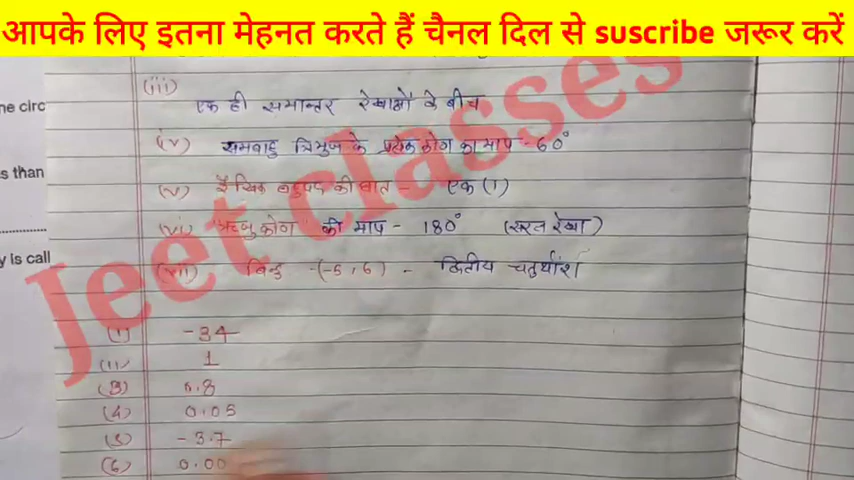 आपके लिए इतना मेहनत करते हैं चैनल दिल से suscribe जरूर करें
(iii)
ne circ
एक ही समान्तर रेखाओं के बीच
(iv) समबाहु त्रिभुज के प्रत्येक कोण का माप - 60°
s than
(v) रैखिक बहुपद की घात - एक (1)
(vi) "ऋजु कोण" की माप - 180° (सरल रेखा)
y is call
(vii) बिन्दु -(-5,6) - द्वितीय चतुर्थांश
Jeet classes
(1) -34
(11) 1
(3) 0.8
(4) 0.05
(5) -3.7
(6) 0.00